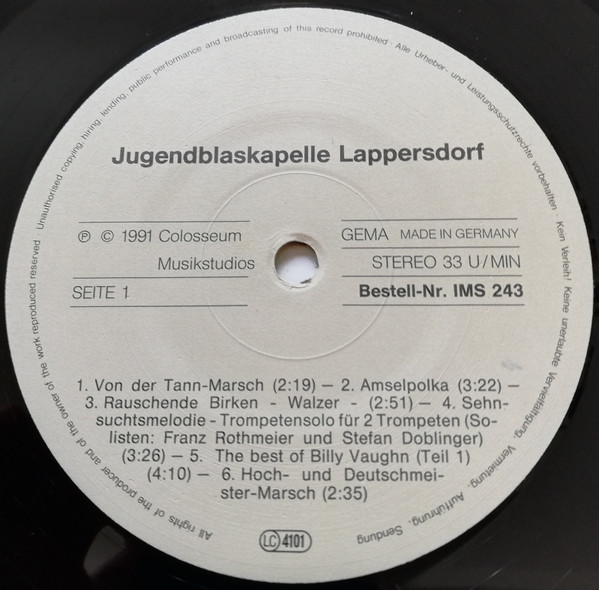 Unauthorised copying, hiring, lending, public performance and broadcasting of this record prohibited · Alle Urheber- und Leistungsschutzrechte vorbehalten · Kein Verleih! Keine unerlaubte Vervielfältigung, Vermietung, Aufführung, Sendung
Jugendblaskapelle Lappersdorf
℗ © 1991 Colosseum
Musikstudios
SEITE 1
GEMA MADE IN GERMANY
STEREO 33 U/MIN
Bestell-Nr. IMS 243
1. Von der Tann-Marsch (2:19) – 2. Amselpolka (3:22) –
3. Rauschende Birken - Walzer - (2:51) – 4. Sehn-
suchtsmelodie - Trompetensolo für 2 Trompeten (So-
listen: Franz Rothmeier und Stefan Doblinger)
(3:26) – 5. The best of Billy Vaughn (Teil 1)
(4:10) – 6. Hoch- und Deutschmei-
ster-Marsch (2:35)
LC 4101
All rights of the producer and of the owner of the work reproduced reserved